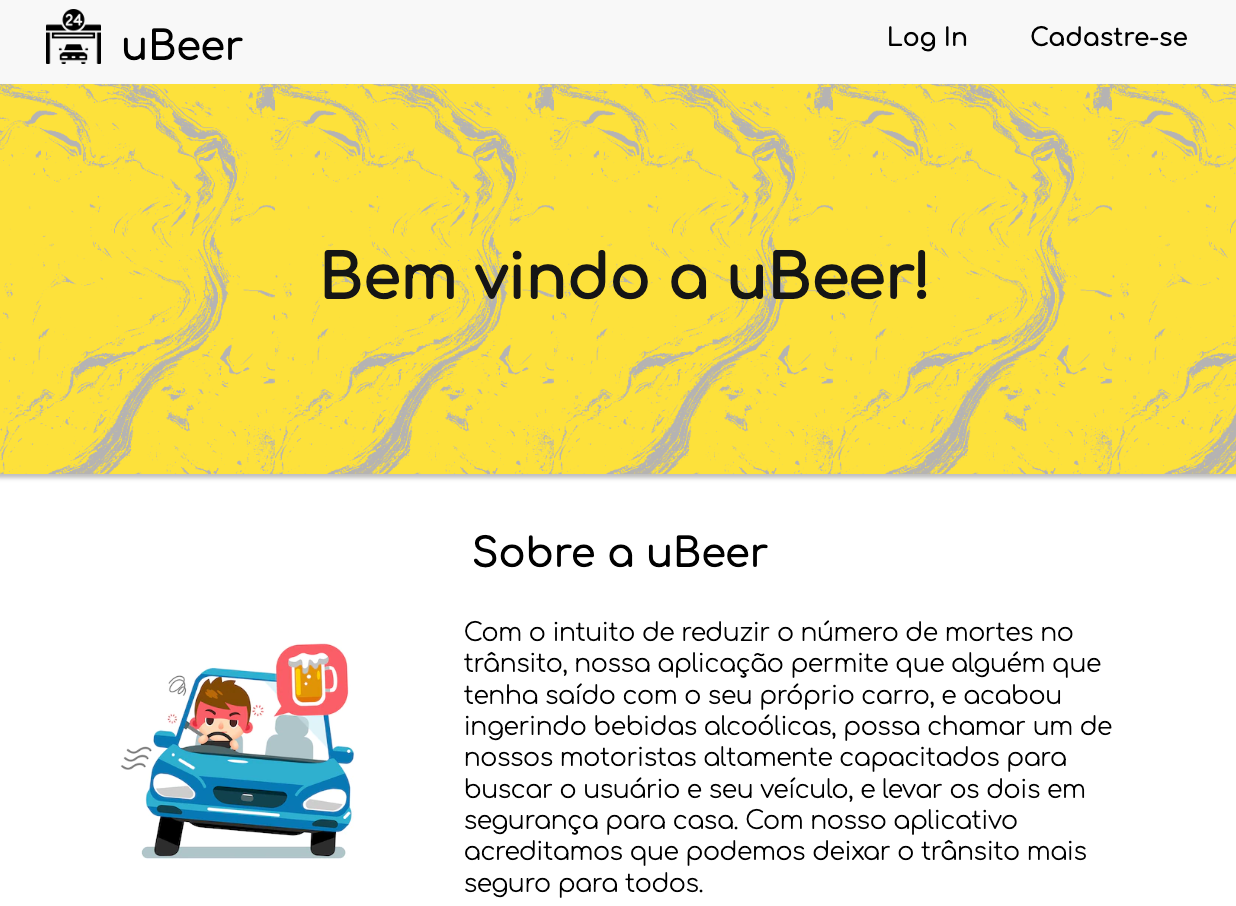 24
uBeer
Log In
Cadastre-se
Bem vindo a uBeer!
Sobre a uBeer
Com o intuito de reduzir o número de mortes no
trânsito, nossa aplicação permite que alguém que
tenha saído com o seu próprio carro, e acabou
ingerindo bebidas alcoólicas, possa chamar um de
nossos motoristas altamente capacitados para
buscar o usuário e seu veículo, e levar os dois em
segurança para casa. Com nosso aplicativo
acreditamos que podemos deixar o trânsito mais
seguro para todos.